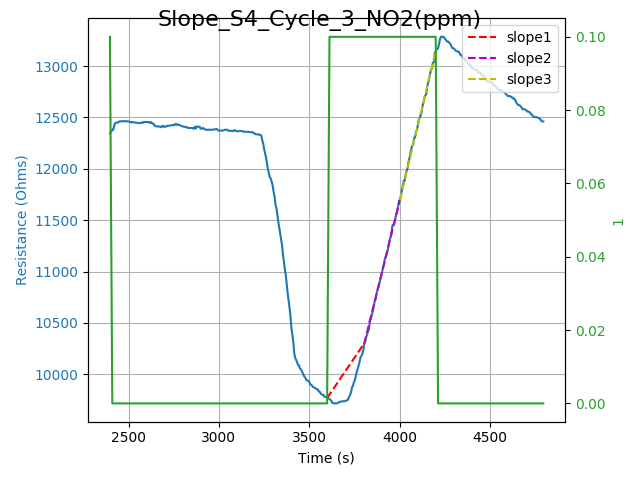 Slope_S4_Cycle_3_NO2(ppm)
slope1
slope2
slope3
Resistance (Ohms)
13000
12500
12000
11500
11000
10500
10000
0.10
0.08
0.06
0.04
0.02
0.00
1
2500 3000 3500 4000 4500
Time (s)